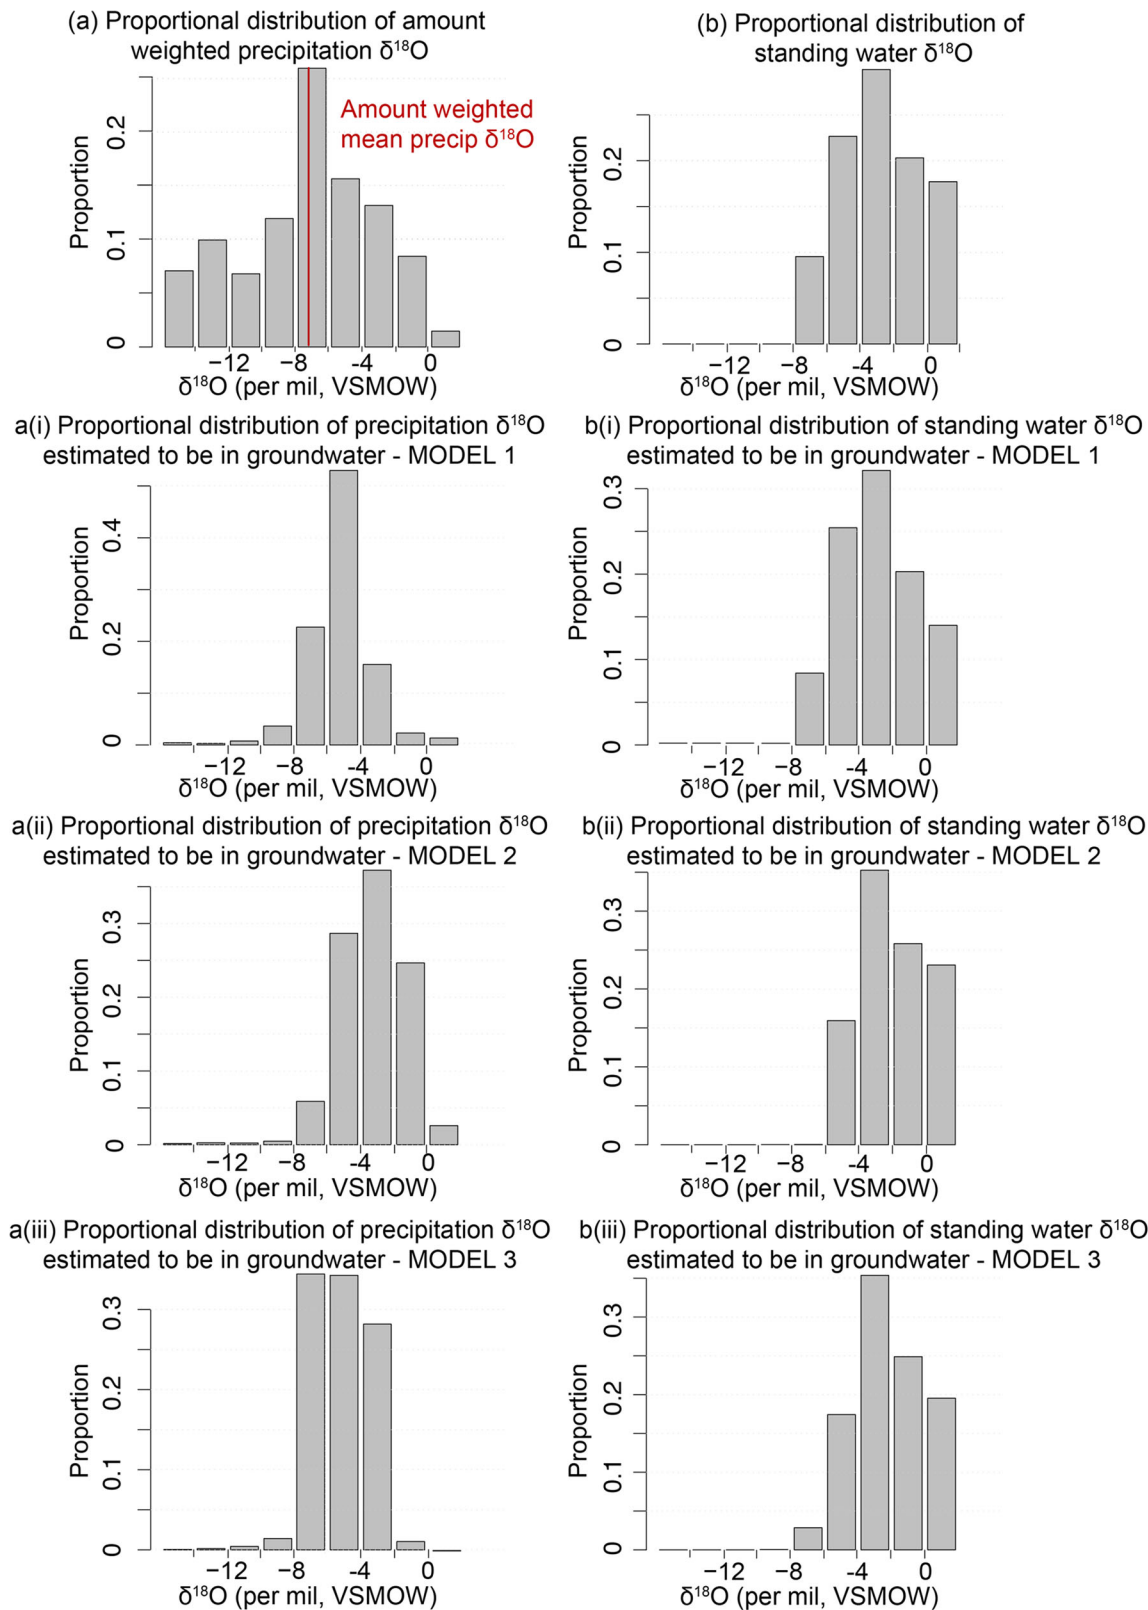 (a) Proportional distribution of amount
weighted precipitation δ¹⁸O
Amount weighted
mean precip δ¹⁸O
Proportion
0 0.1 0.2
−12 −8 -4 0
δ¹⁸O (per mil, VSMOW)
(b) Proportional distribution of
standing water δ¹⁸O
Proportion
0 0.1 0.2
−12 −8 -4 0
δ¹⁸O (per mil, VSMOW)
a(i) Proportional distribution of precipitation δ¹⁸O
estimated to be in groundwater - MODEL 1
Proportion
0 0.2 0.4
−12 −8 -4 0
δ¹⁸O (per mil, VSMOW)
b(i) Proportional distribution of standing water δ¹⁸O
estimated to be in groundwater - MODEL 1
Proportion
0 0.1 0.2 0.3
−12 −8 -4 0
δ¹⁸O (per mil, VSMOW)
a(ii) Proportional distribution of precipitation δ¹⁸O
estimated to be in groundwater - MODEL 2
Proportion
0 0.1 0.2 0.3
−12 −8 -4 0
δ¹⁸O (per mil, VSMOW)
b(ii) Proportional distribution of standing water δ¹⁸O
estimated to be in groundwater - MODEL 2
Proportion
0 0.1 0.2 0.3
−12 −8 -4 0
δ¹⁸O (per mil, VSMOW)
a(iii) Proportional distribution of precipitation δ¹⁸O
estimated to be in groundwater - MODEL 3
Proportion
0 0.1 0.2 0.3
−12 −8 -4 0
δ¹⁸O (per mil, VSMOW)
b(iii) Proportional distribution of standing water δ¹⁸O
estimated to be in groundwater - MODEL 3
Proportion
0 0.1 0.2 0.3
−12 −8 -4 0
δ¹⁸O (per mil, VSMOW)